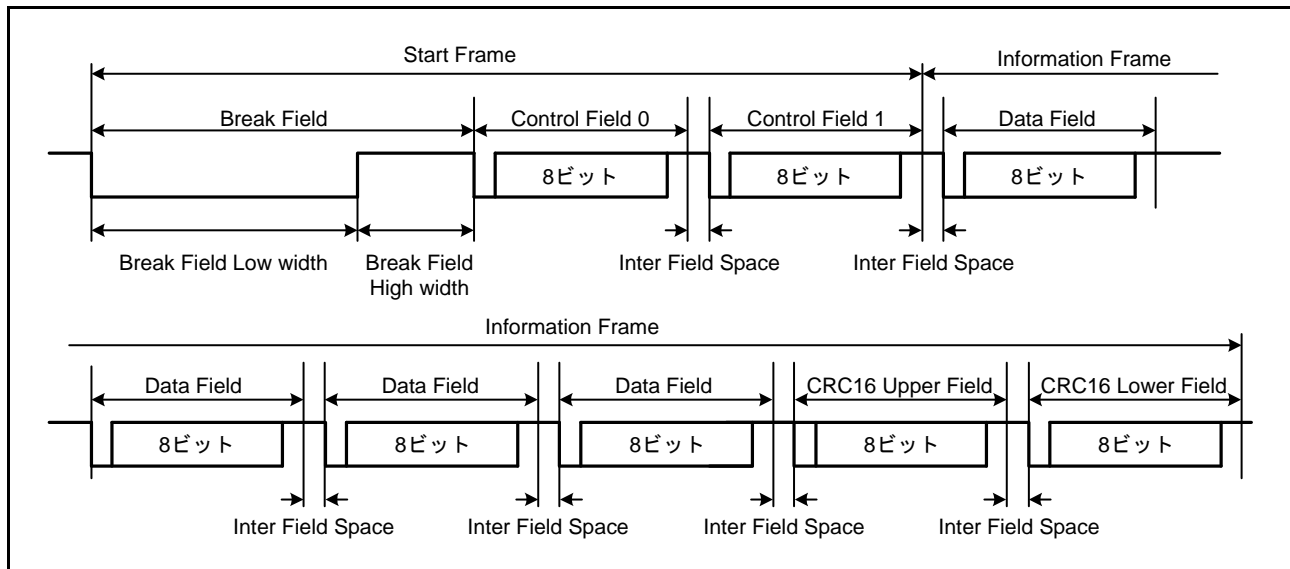 Start Frame
Information Frame
Break Field
Control Field 0
Control Field 1
Data Field
8ビット
8ビット
8ビット
Break Field Low width
Break Field
High width
Inter Field Space
Inter Field Space
Information Frame
Data Field
Data Field
Data Field
CRC16 Upper Field
CRC16 Lower Field
8ビット
8ビット
8ビット
8ビット
8ビット
Inter Field Space
Inter Field Space
Inter Field Space
Inter Field Space